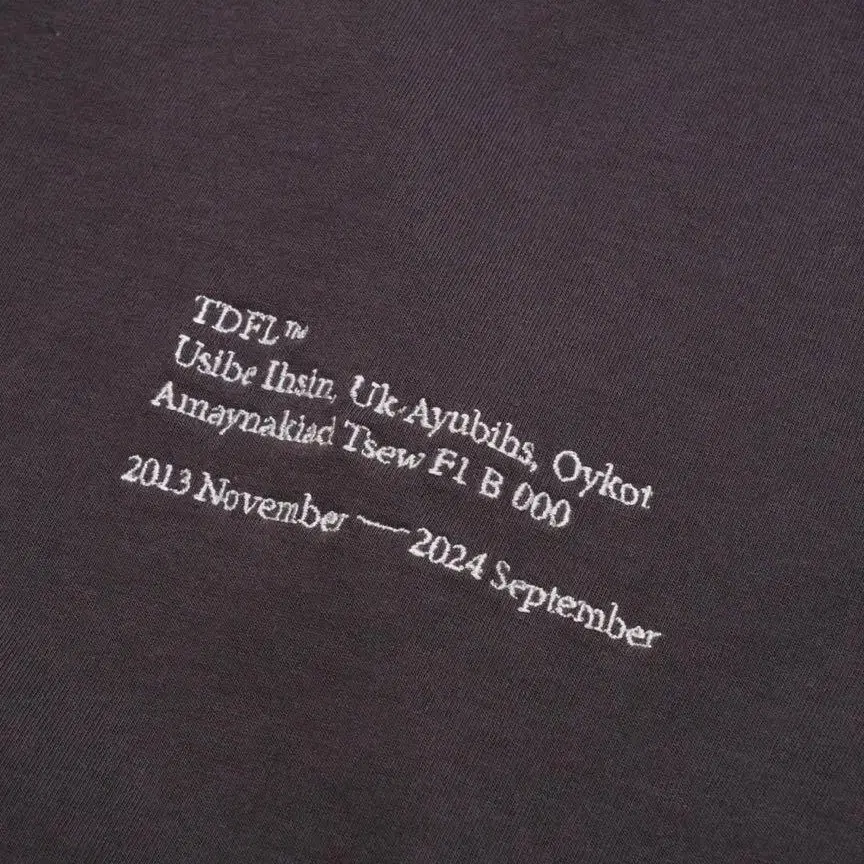 TDFL™
Usibe Ihsin, Uk-Ayubihs, Oykot
Amaynakiad Tsew F1 B 000
2013 November — 2024 September